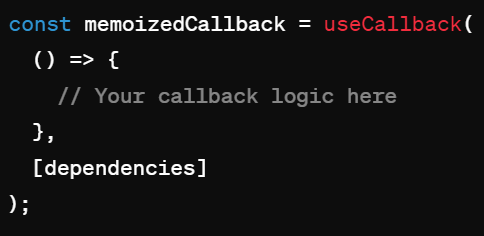 const memoizedCallback = useCallback(
  () => {
    // Your callback logic here
  },
  [dependencies]
);